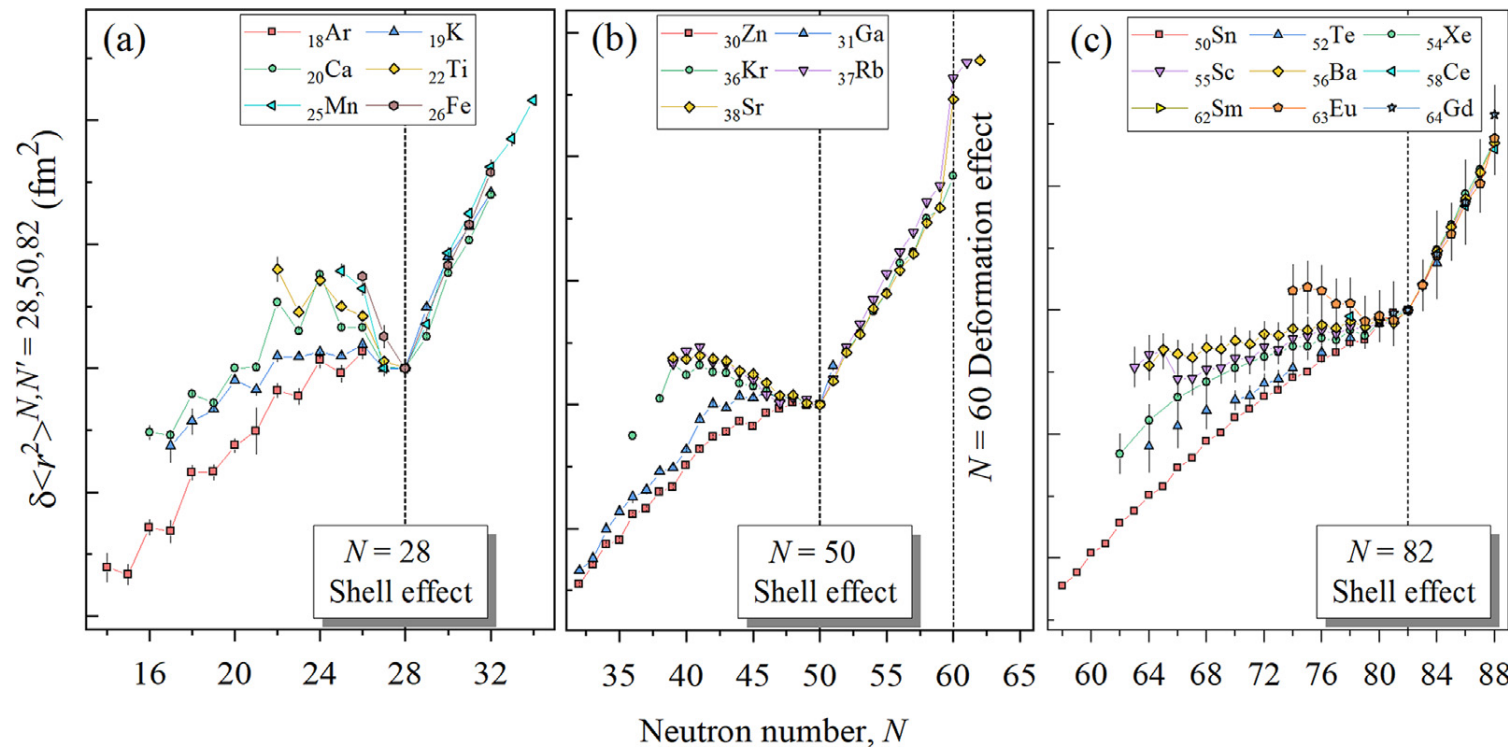 δ<r²>N,N′ = 28,50,82 (fm²)
(a)
₁₈Ar ₁₉K
₂₀Ca ₂₂Ti
₂₅Mn ₂₆Fe
N = 28
Shell effect
16 20 24 28 32
(b)
₃₀Zn ₃₁Ga
₃₆Kr ₃₇Rb
₃₈Sr
N = 60 Deformation effect
N = 50
Shell effect
35 40 45 50 55 60 65
(c)
₅₀Sn ₅₂Te ₅₄Xe
₅₅Sc ₅₆Ba ₅₈Ce
₆₂Sm ₆₃Eu ₆₄Gd
N = 82
Shell effect
60 64 68 72 76 80 84 88
Neutron number, N